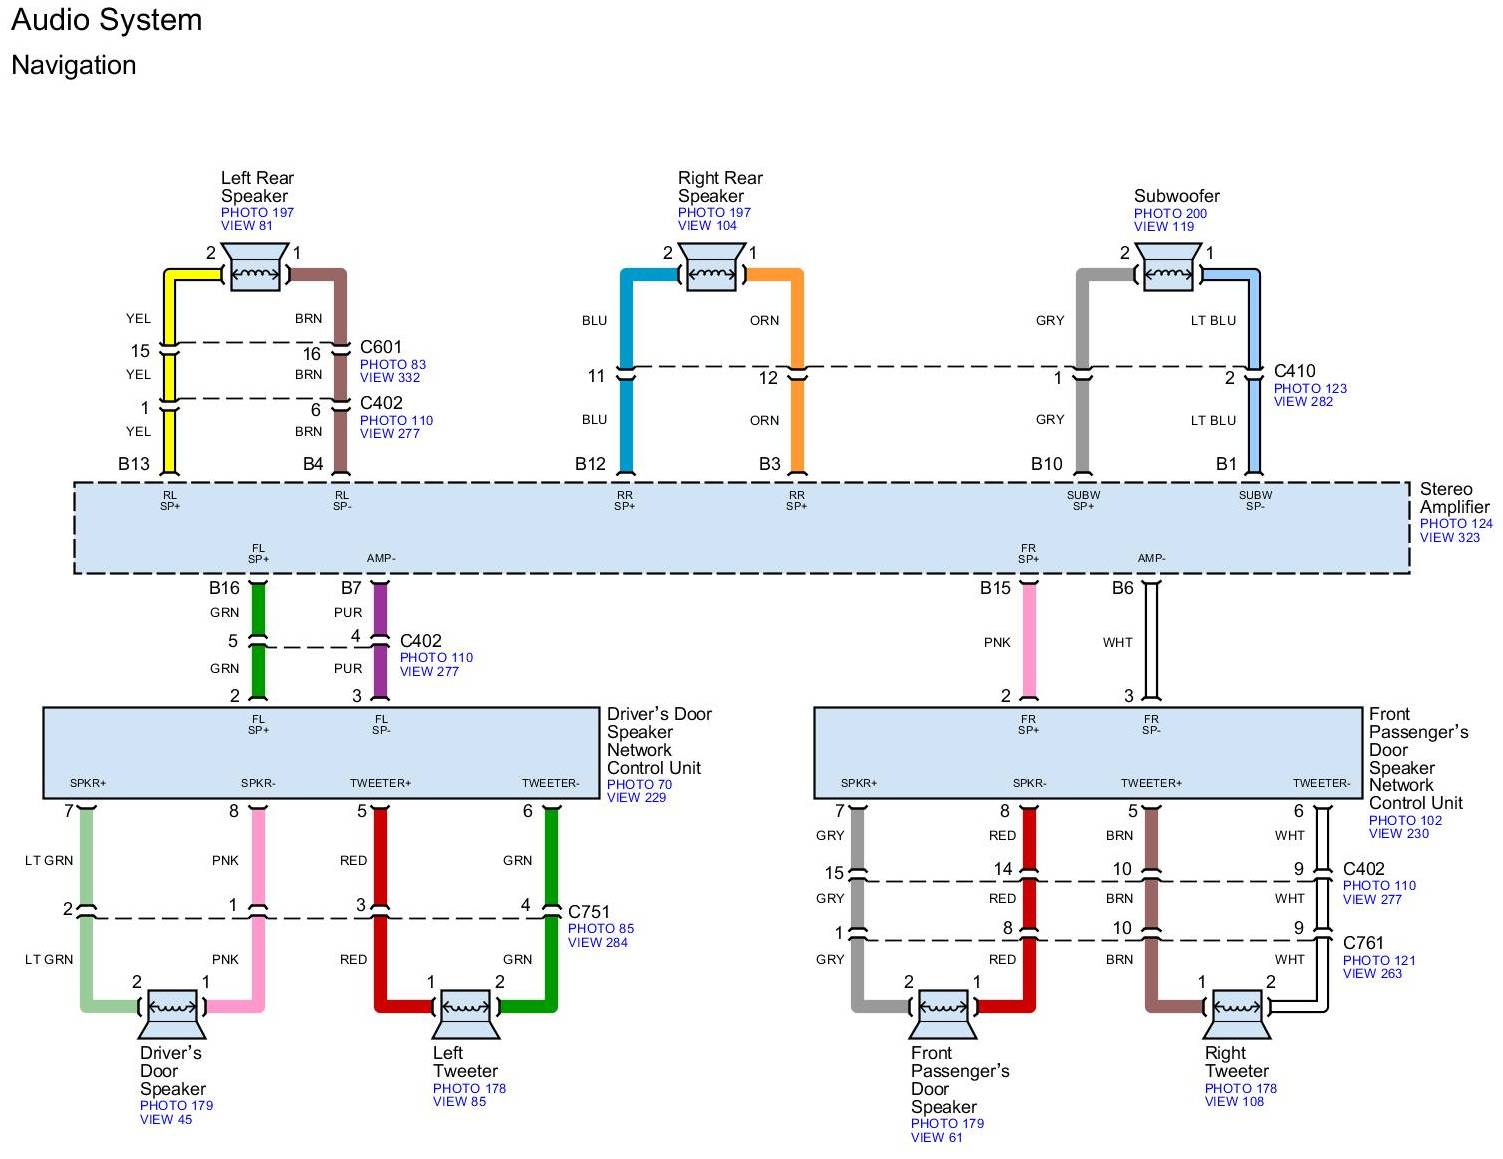 Audio System
Navigation
Left Rear
Speaker
PHOTO 197
VIEW 81
Right Rear
Speaker
PHOTO 197
VIEW 104
Subwoofer
PHOTO 200
VIEW 119
2
1
2
1
2
1
YEL
BRN
BLU
ORN
GRY
LT BLU
15
16
C601
PHOTO 83
VIEW 332
YEL
BRN
11
12
1
2
C410
PHOTO 123
VIEW 282
1
6
C402
PHOTO 110
VIEW 277
YEL
BRN
BLU
ORN
GRY
LT BLU
B13
B4
B12
B3
B10
B1
RL
SP+
RL
SP-
RR
SP+
RR
SP+
SUBW
SP+
SUBW
SP-
Stereo
Amplifier
PHOTO 124
VIEW 323
FL
SP+
AMP-
FR
SP+
AMP-
B16
B7
B15
B6
GRN
PUR
5
4
C402
PHOTO 110
VIEW 277
PNK
WHT
GRN
PUR
2
3
2
3
FL
SP+
FL
SP-
Driver's Door
Speaker
Network
Control Unit
PHOTO 70
VIEW 229
FR
SP+
FR
SP-
Front
Passenger's
Door
Speaker
Network
Control Unit
PHOTO 102
VIEW 230
SPKR+
SPKR-
TWEETER+
TWEETER-
SPKR+
SPKR-
TWEETER+
TWEETER-
7
8
5
6
7
8
5
6
GRY
RED
BRN
WHT
LT GRN
PNK
RED
GRN
15
14
10
9
C402
PHOTO 110
VIEW 277
GRY
RED
BRN
WHT
2
1
3
4
C751
PHOTO 85
VIEW 284
1
8
10
9
C761
PHOTO 121
VIEW 263
LT GRN
PNK
RED
GRN
GRY
RED
BRN
WHT
2
1
1
2
2
1
1
2
Driver's
Door
Speaker
PHOTO 179
VIEW 45
Left
Tweeter
PHOTO 178
VIEW 85
Front
Passenger's
Door
Speaker
PHOTO 179
VIEW 61
Right
Tweeter
PHOTO 178
VIEW 108